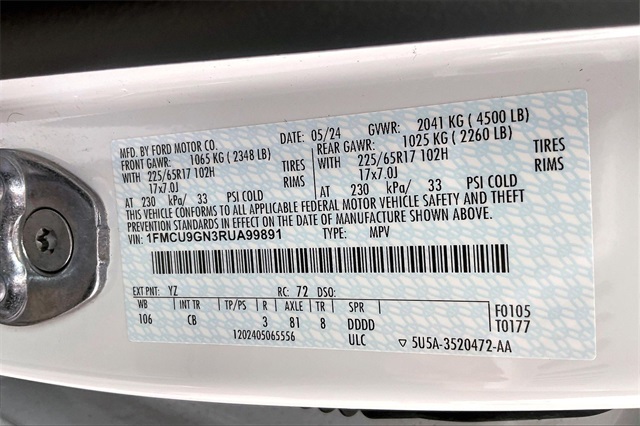 MFD. BY FORD MOTOR CO. DATE: 05/24 GVWR: 2041 KG ( 4500 LB)
FRONT GAWR: 1065 KG ( 2348 LB) REAR GAWR: 1025 KG ( 2260 LB)
WITH 225/65R17 102H TIRES WITH 225/65R17 102H TIRES
17x7.0J RIMS 17x7.0J RIMS
AT 230 kPa/ 33 PSI COLD AT 230 kPa/ 33 PSI COLD
THIS VEHICLE CONFORMS TO ALL APPLICABLE FEDERAL MOTOR VEHICLE SAFETY AND THEFT
PREVENTION STANDARDS IN EFFECT ON THE DATE OF MANUFACTURE SHOWN ABOVE.
VIN: 1FMCU9GN3RUA99891 TYPE: MPV
EXT PNT: YZ RC: 72 DSO:
WB INT TR TP/PS R AXLE TR SPR F0105
106 CB 3 81 8 DDDD T0177
1202405065556 ULC ▽ 5U5A-3520472-AA